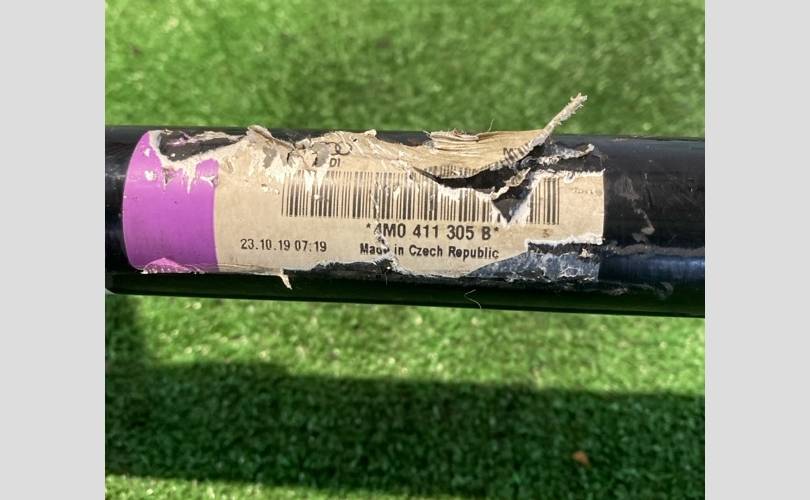 *4M0 411 305 B*
23.10.19 07:19
Made in Czech Republic